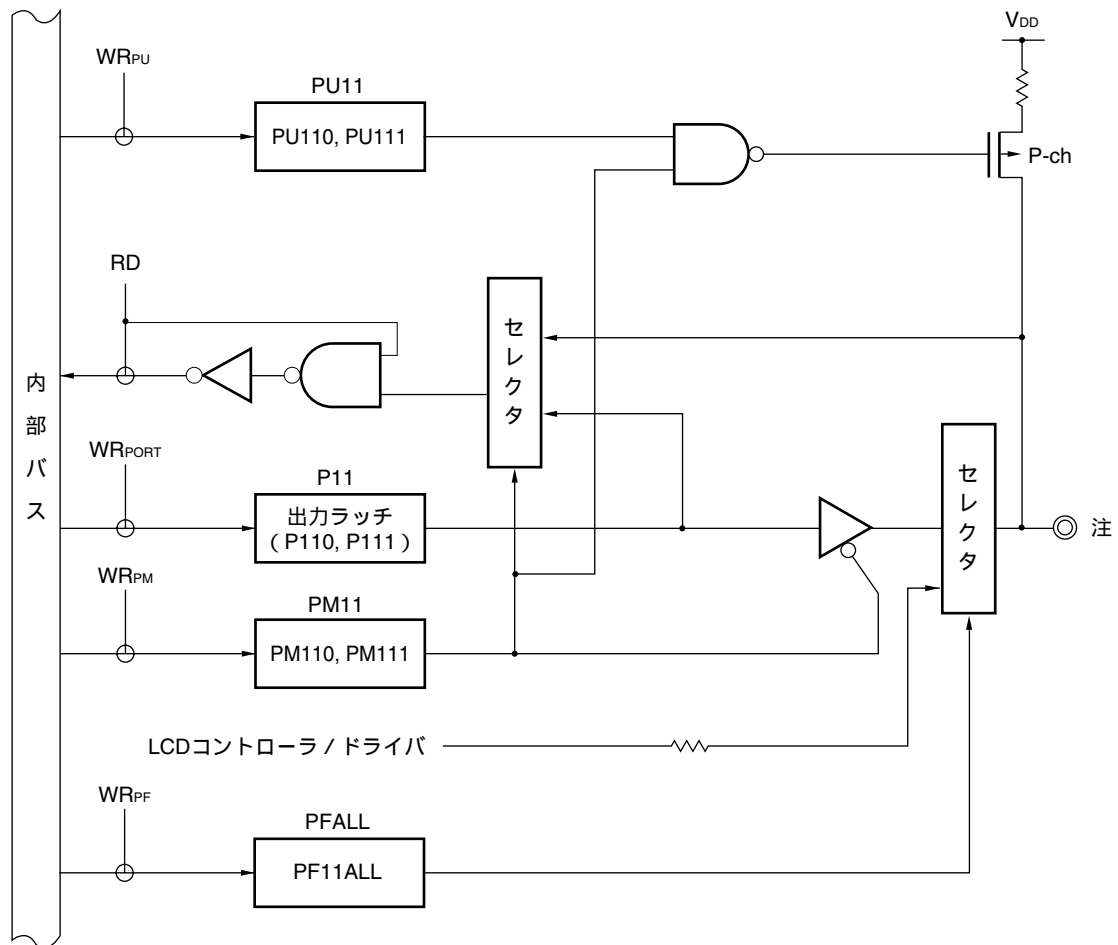 VDD
WRPU
PU11
PU110, PU111
P-ch
RD
セレクタ
内部バス
WRPORT
P11
出力ラッチ
( P110, P111 )
セレクタ
注
WRPM
PM11
PM110, PM111
LCDコントローラ / ドライバ
WRPF
PFALL
PF11ALL